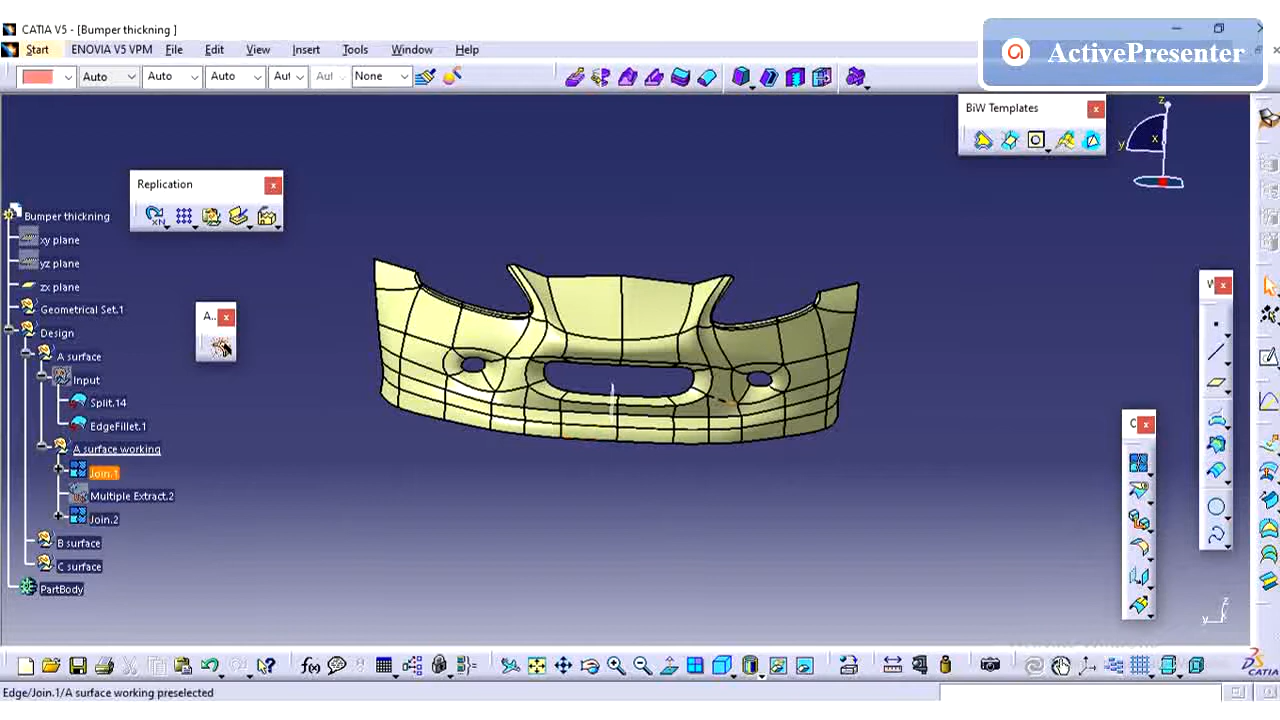 CATIA V5 - [Bumper thickning ]
Start ENOVIA V5 VPM File Edit View Insert Tools Window Help
ActivePresenter
Auto Auto Auto Aut Aut None
BiW Templates
z
x
y
Replication
Bumper thickning
xy plane
yz plane
zx plane
Geometrical Set.1
A..
Design
A surface
Input
Split.14
EdgeFillet.1
A surface working
Join.1
Multiple Extract.2
Join.2
B surface
C surface
PartBody
C
z
y
f(x)
CATIA
Edge/Join.1/A surface working preselected